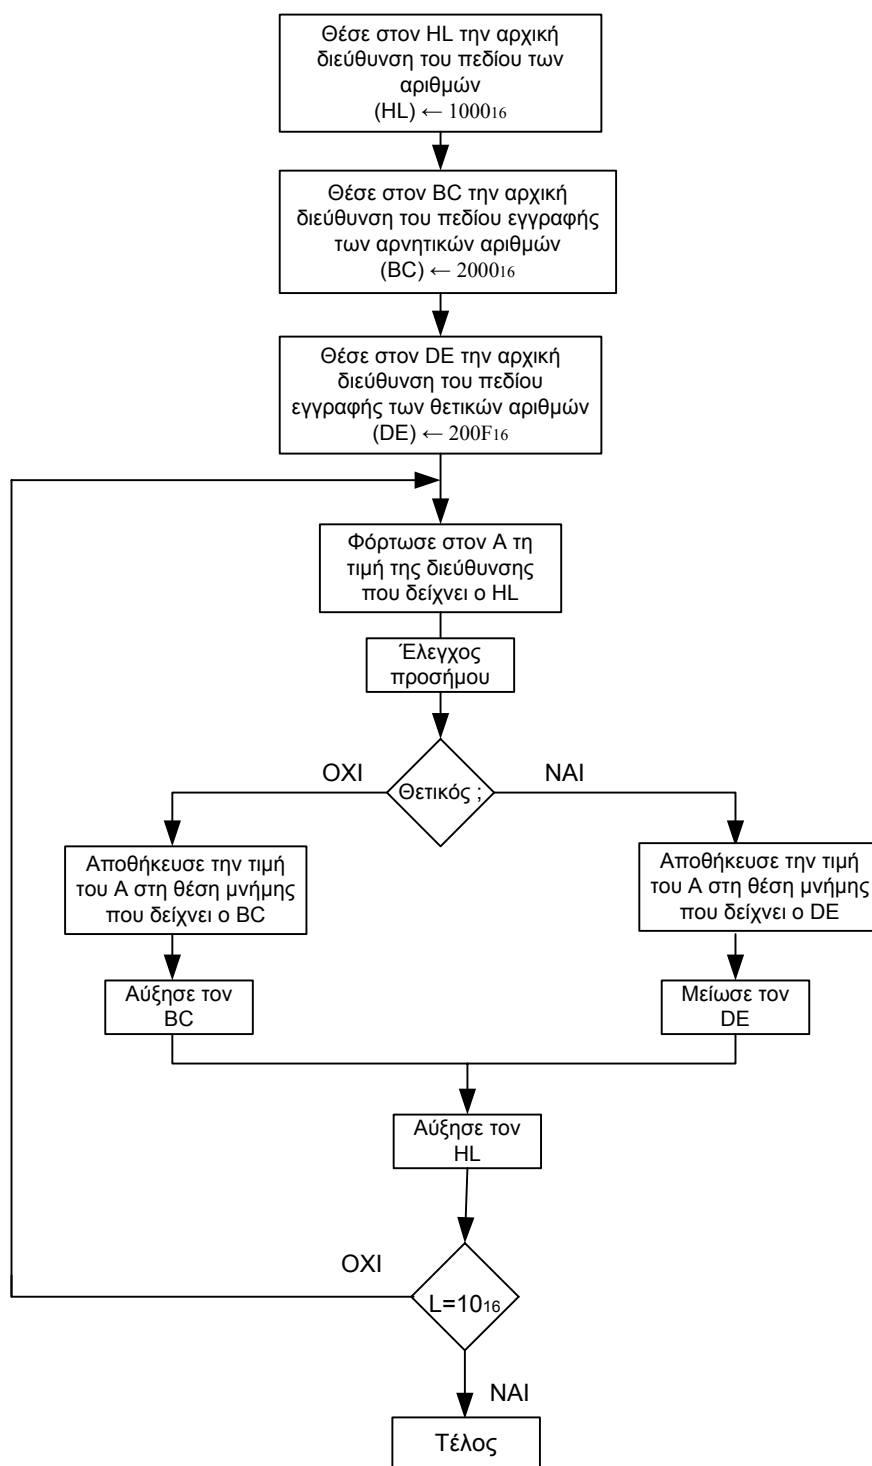 Θέσε στον HL την αρχική
διεύθυνση του πεδίου των
αριθμών
(HL) ← 1000₁₆
Θέσε στον BC την αρχική
διεύθυνση του πεδίου εγγραφής
των αρνητικών αριθμών
(BC) ← 2000₁₆
Θέσε στον DE την αρχική
διεύθυνση του πεδίου
εγγραφής των θετικών αριθμών
(DE) ← 200F₁₆
Φόρτωσε στον Α τη
τιμή της διεύθυνσης
που δείχνει ο HL
Έλεγχος
προσήμου
ΟΧΙ
ΝΑΙ
Θετικός ;
Αποθήκευσε την τιμή
του Α στη θέση μνήμης
που δείχνει ο BC
Αποθήκευσε την τιμή
του Α στη θέση μνήμης
που δείχνει ο DE
Αύξησε τον
BC
Μείωσε τον
DE
Αύξησε τον
HL
ΟΧΙ
L=10₁₆
ΝΑΙ
Τέλος